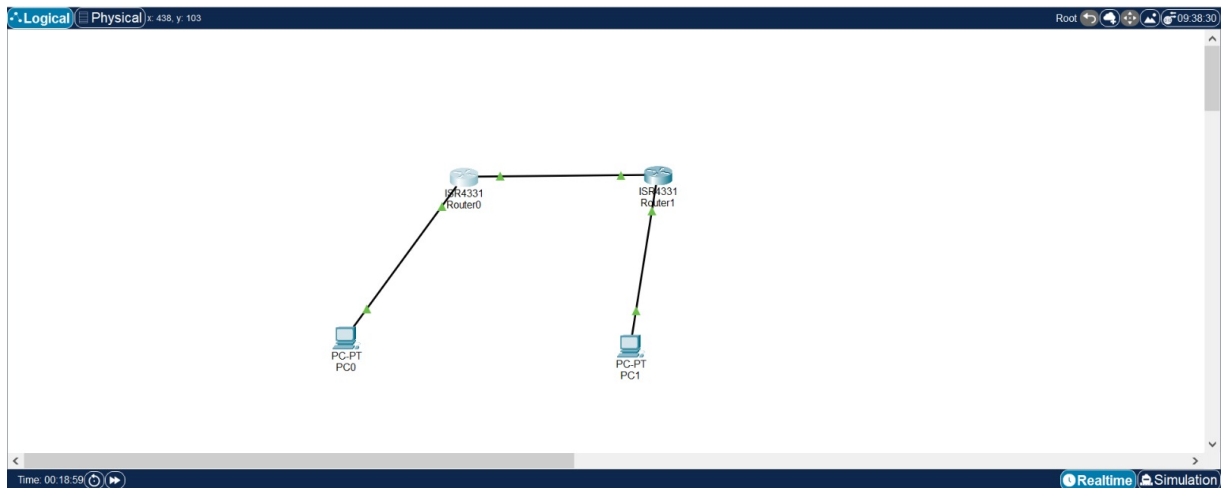 Logical Physical x: 438, y: 103 Root 09:38:30
ISR4331
Router0
ISR4331
Router1
PC-PT
PC0
PC-PT
PC1
Time: 00:18:59 Realtime Simulation